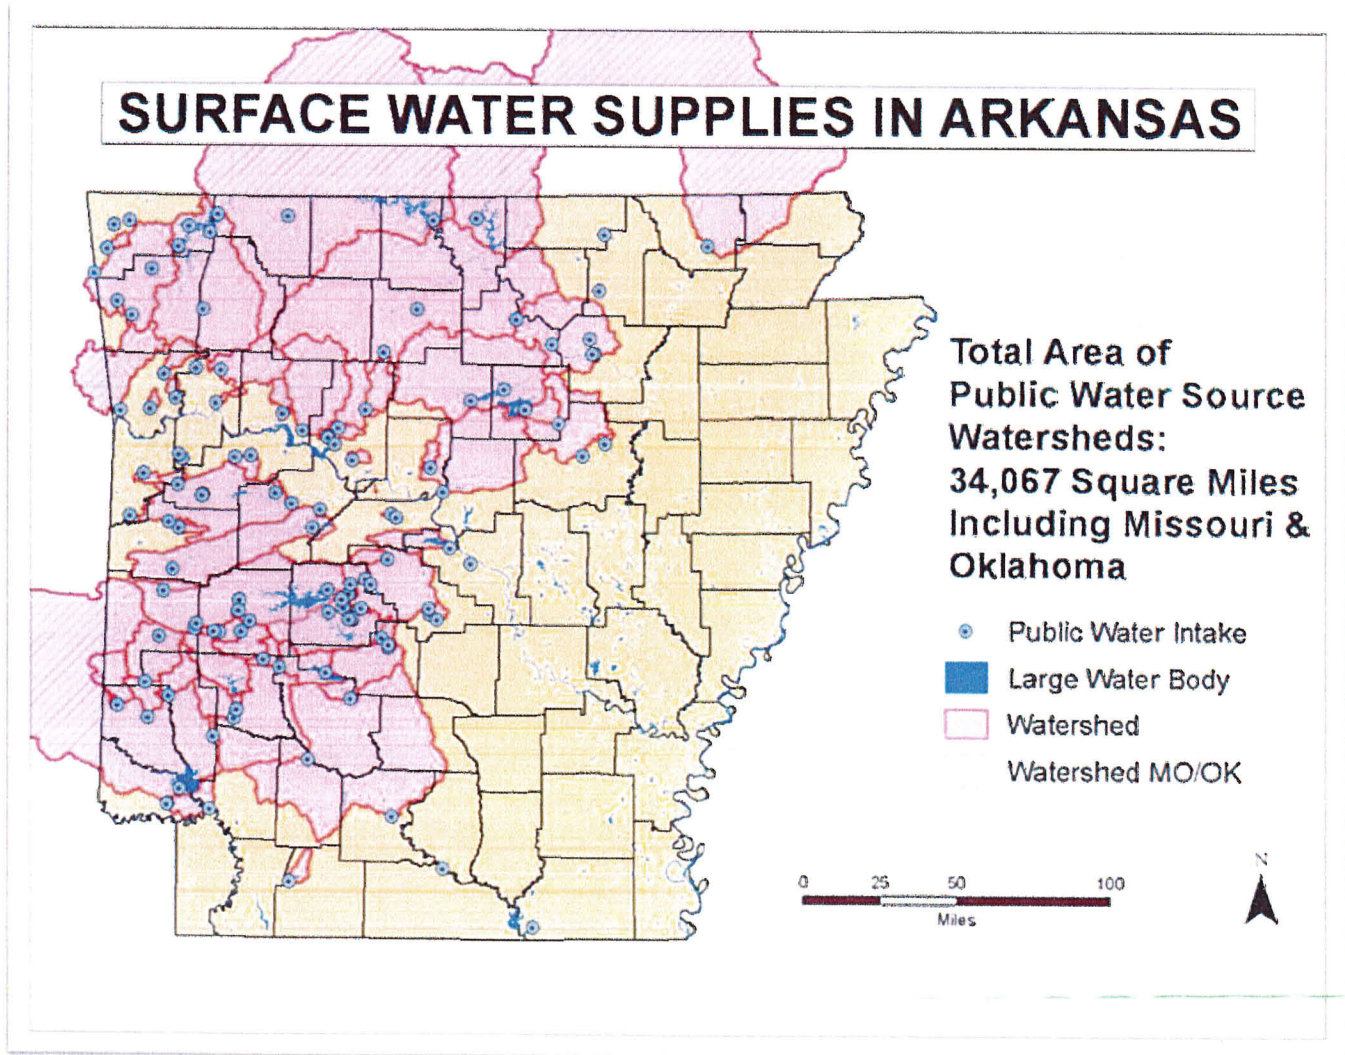 SURFACE WATER SUPPLIES IN ARKANSAS
Total Area of
Public Water Source
Watersheds:
34,067 Square Miles
Including Missouri &
Oklahoma
Public Water Intake
Large Water Body
Watershed
Watershed MO/OK
0 25 50 100
Miles
N